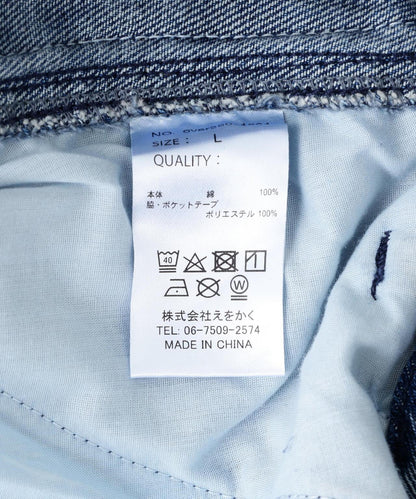 SIZE : L
QUALITY :
本体 綿 100%
脇・ポケットテープ
ポリエステル 100%
40
W
株式会社えをかく
TEL: 06-7509-2574
MADE IN CHINA